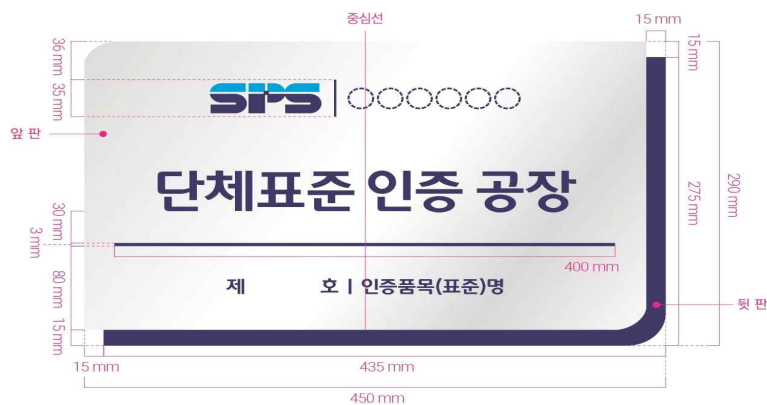 중심선
15 mm
36 mm
15 mm
SPS
35 mm
앞 판
단체표준 인증 공장
290 mm
275 mm
30 mm
3 mm
400 mm
80 mm
제 호 | 인증품목(표준)명
뒷 판
15 mm
15 mm
435 mm
450 mm